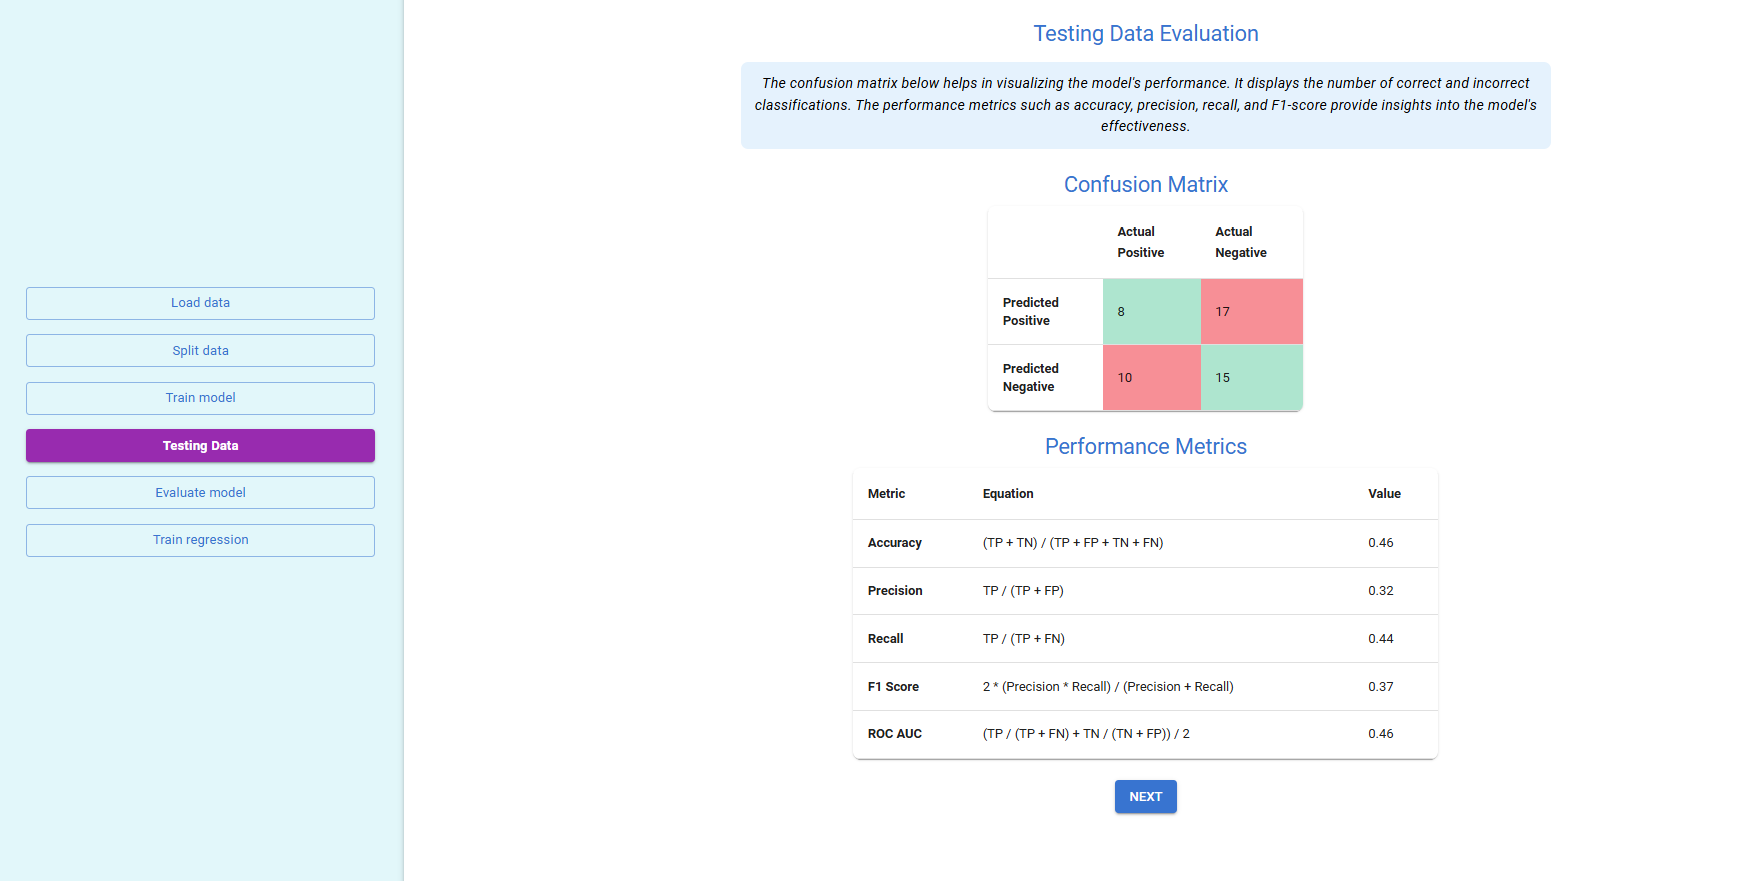 Load data
Split data
Train model
Testing Data
Evaluate model
Train regression
Testing Data Evaluation
The confusion matrix below helps in visualizing the model's performance. It displays the number of correct and incorrect
classifications. The performance metrics such as accuracy, precision, recall, and F1-score provide insights into the model's
effectiveness.
Confusion Matrix
Actual Positive Actual Negative
Predicted Positive 8 17
Predicted Negative 10 15
Performance Metrics
Metric Equation Value
Accuracy (TP + TN) / (TP + FP + TN + FN) 0.46
Precision TP / (TP + FP) 0.32
Recall TP / (TP + FN) 0.44
F1 Score 2 * (Precision * Recall) / (Precision + Recall) 0.37
ROC AUC (TP / (TP + FN) + TN / (TN + FP)) / 2 0.46
NEXT